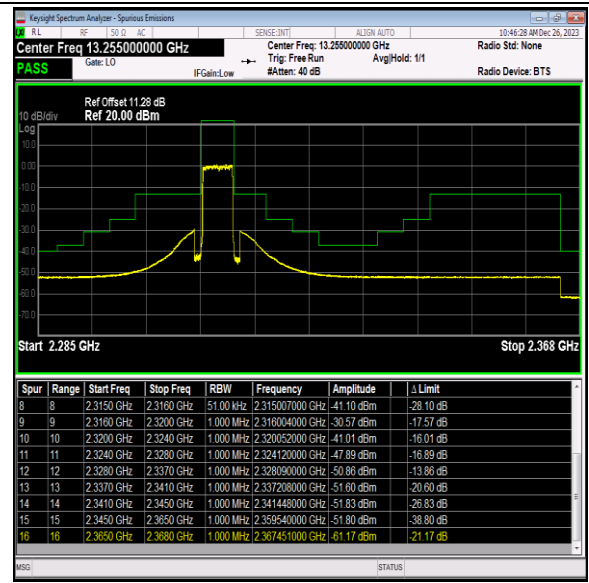 Keysight Spectrum Analyzer - Spurious Emissions
RL RF 50 Ω AC SENSE:INT ALIGN AUTO 10:46:28 AM Dec 26, 2023
Center Freq 13.255000000 GHz Center Freq: 13.255000000 GHz Radio Std: None
PASS Gate: LO Trig: Free Run Avg|Hold: 1/1
IFGain:Low #Atten: 40 dB Radio Device: BTS
Ref Offset 11.28 dB
10 dB/div Ref 20.00 dBm
Log
10.0
0.00
-10.0
-20.0
-30.0
-40.0
-50.0
-60.0
-70.0
Start 2.285 GHz Stop 2.368 GHz
Spur Range Start Freq Stop Freq RBW Frequency Amplitude Δ Limit
8 8 2.3150 GHz 2.3160 GHz 51.00 kHz 2.315007000 GHz -41.10 dBm -28.10 dB
9 9 2.3160 GHz 2.3200 GHz 1.000 MHz 2.316004000 GHz -30.57 dBm -17.57 dB
10 10 2.3200 GHz 2.3240 GHz 1.000 MHz 2.320052000 GHz -41.01 dBm -16.01 dB
11 11 2.3240 GHz 2.3280 GHz 1.000 MHz 2.324120000 GHz -47.89 dBm -16.89 dB
12 12 2.3280 GHz 2.3370 GHz 1.000 MHz 2.328090000 GHz -50.86 dBm -13.86 dB
13 13 2.3370 GHz 2.3410 GHz 1.000 MHz 2.337208000 GHz -51.60 dBm -20.60 dB
14 14 2.3410 GHz 2.3450 GHz 1.000 MHz 2.341448000 GHz -51.83 dBm -26.83 dB
15 15 2.3450 GHz 2.3650 GHz 1.000 MHz 2.359540000 GHz -51.80 dBm -38.80 dB
16 16 2.3650 GHz 2.3680 GHz 1.000 MHz 2.367451000 GHz -61.17 dBm -21.17 dB
MSG STATUS